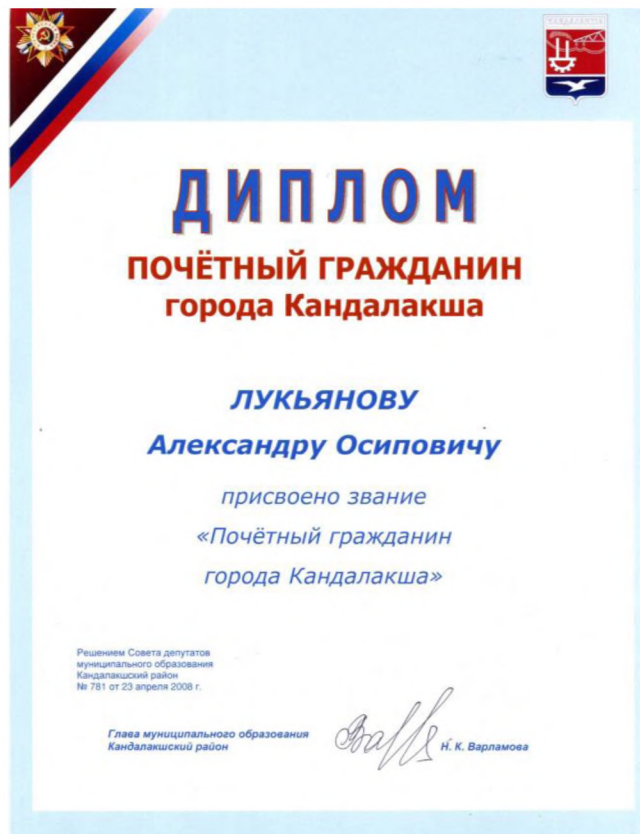 КАНДАЛАКША
ДИПЛОМ
ПОЧЁТНЫЙ ГРАЖДАНИН
города Кандалакша
ЛУКЬЯНОВУ
Александру Осиповичу
присвоено звание
«Почётный гражданин
города Кандалакша»
Решением Совета депутатов
муниципального образования
Кандалакшский район
№ 781 от 23 апреля 2008 г.
Глава муниципального образования
Кандалакшский район
Н. К. Варламова